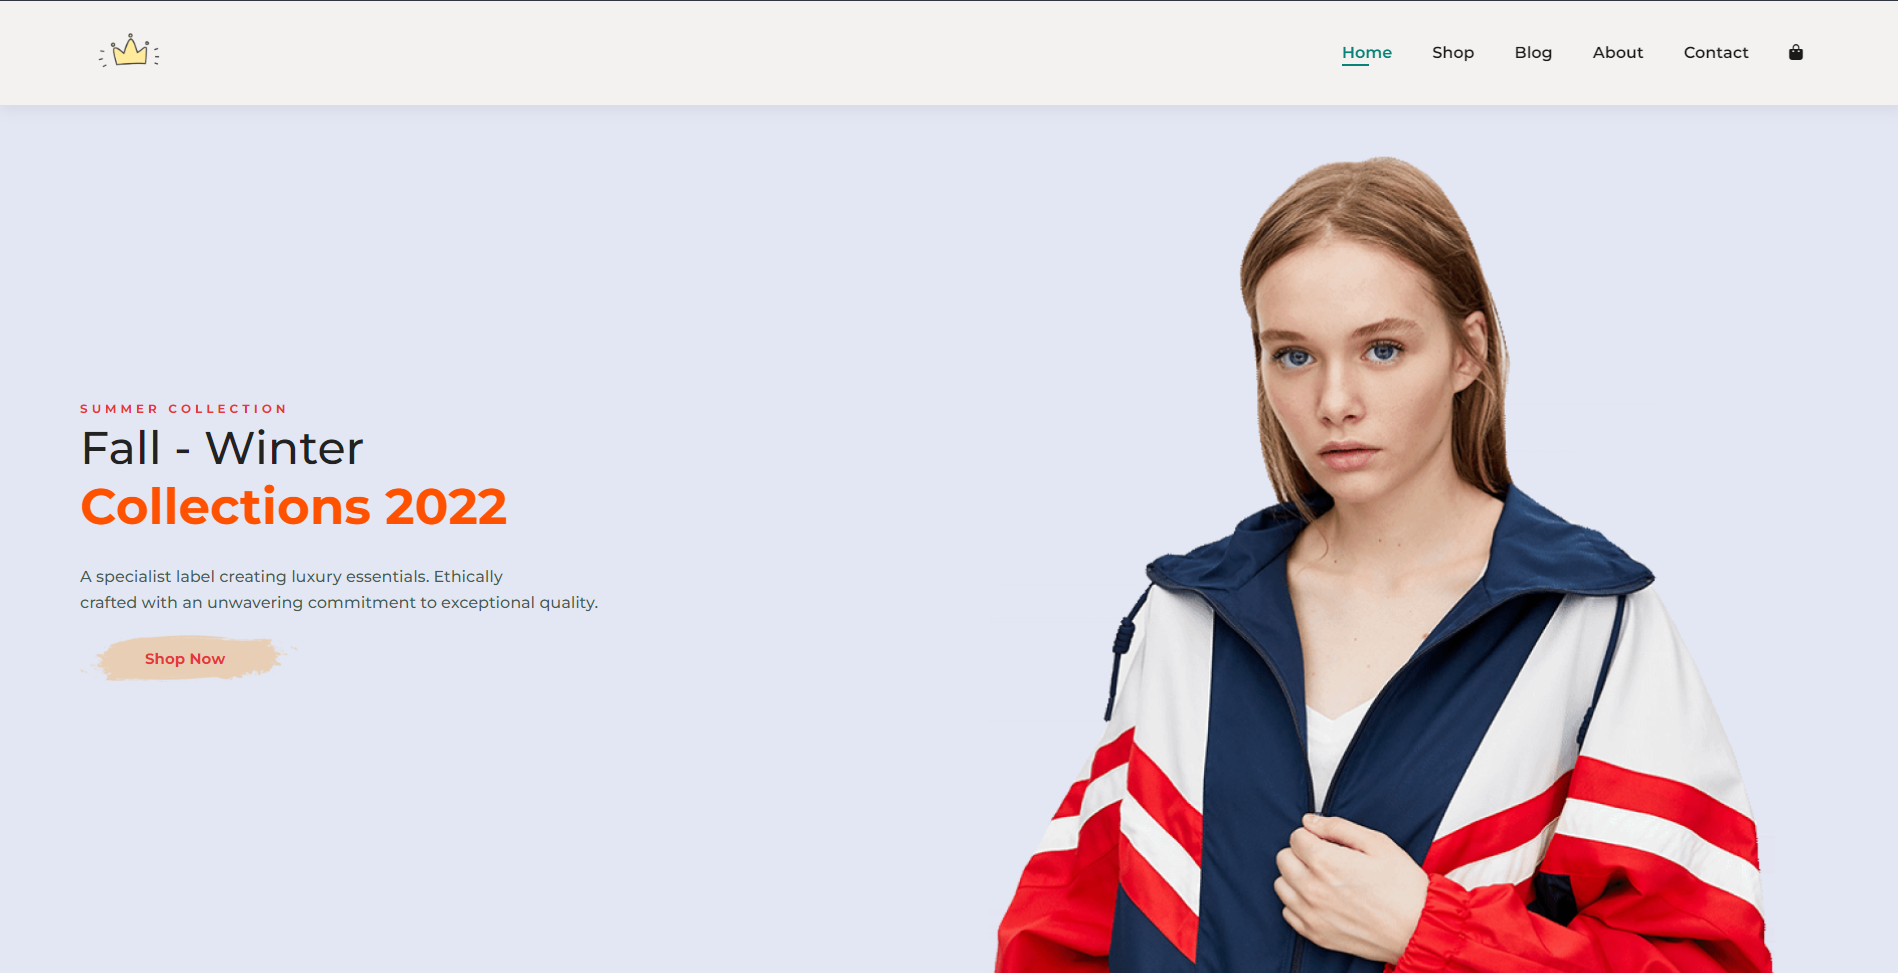 Home Shop Blog About Contact
SUMMER COLLECTION
Fall - Winter
Collections 2022
A specialist label creating luxury essentials. Ethically
crafted with an unwavering commitment to exceptional quality.
Shop Now